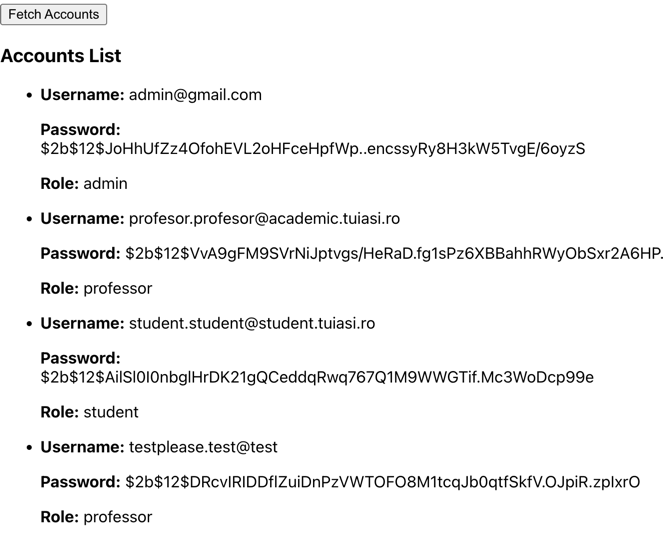 Fetch Accounts
Accounts List
Username: admin@gmail.com
Password:
$2b$12$JoHhUfZz4OfohEVL2oHFceHpfWp..encssyRy8H3kW5TvgE/6oyzS
Role: admin
Username: profesor.profesor@academic.tuiasi.ro
Password: $2b$12$VvA9gFM9SVrNiJptvgs/HeRaD.fg1sPz6XBBahhRWyObSxr2A6HP.
Role: professor
Username: student.student@student.tuiasi.ro
Password:
$2b$12$AilSl0I0nbglHrDK21gQCeddqRwq767Q1M9WWGTif.Mc3WoDcp99e
Role: student
Username: testplease.test@test
Password: $2b$12$DRcvlRIDDflZuiDnPzVWTOFO8M1tcqJb0qtfSkfV.OJpiR.zpIxrO
Role: professor